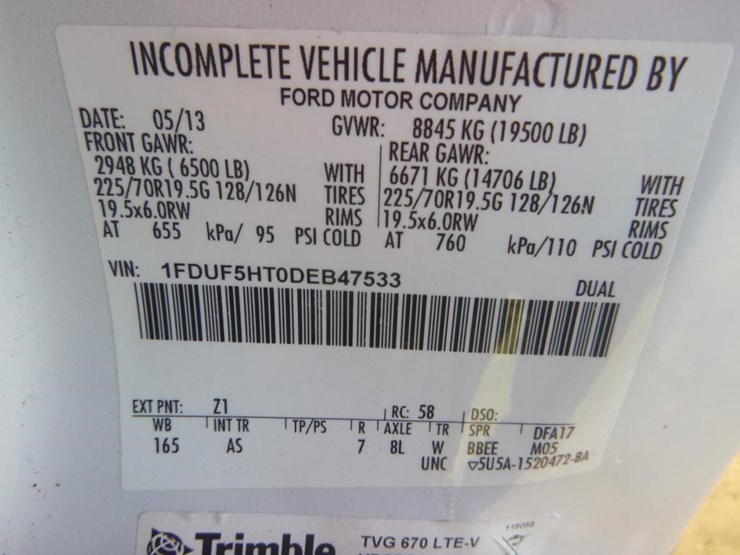 INCOMPLETE VEHICLE MANUFACTURED BY
FORD MOTOR COMPANY
DATE: 05/13 GVWR: 8845 KG (19500 LB)
FRONT GAWR: REAR GAWR:
2948 KG ( 6500 LB) WITH 6671 KG (14706 LB) WITH
225/70R19.5G 128/126N TIRES 225/70R19.5G 128/126N TIRES
19.5x6.0RW RIMS 19.5x6.0RW RIMS
AT 655 kPa/ 95 PSI COLD AT 760 kPa/110 PSI COLD
VIN: 1FDUF5HT0DEB47533 DUAL
EXT PNT: Z1 RC: 58 DSO:
WB INT TR TP/PS R AXLE TR SPR DFA17
165 AS 7 8L W BBEE M05
UNC ▽5U5A-1520472-BA
Trimble TVG 670 LTE-V